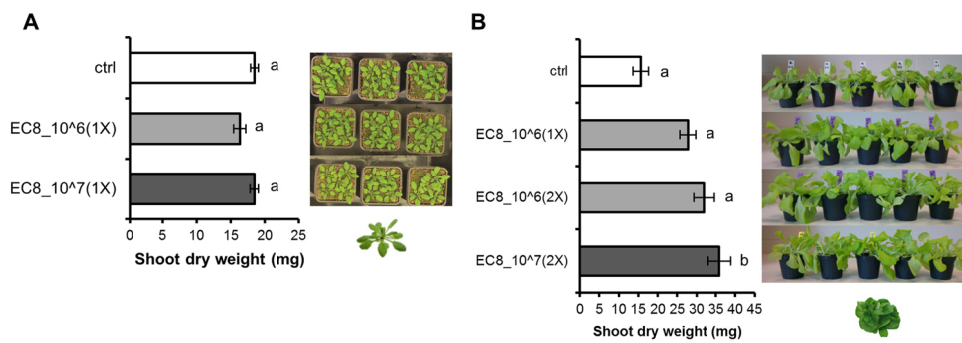 A
ctrl
a
EC8_10^6(1X)
a
EC8_10^7(1X)
a
0 5 10 15 20 25
Shoot dry weight (mg)
B
ctrl
a
EC8_10^6(1X)
a
EC8_10^6(2X)
a
EC8_10^7(2X)
b
0 5 10 15 20 25 30 35 40 45
Shoot dry weight (mg)